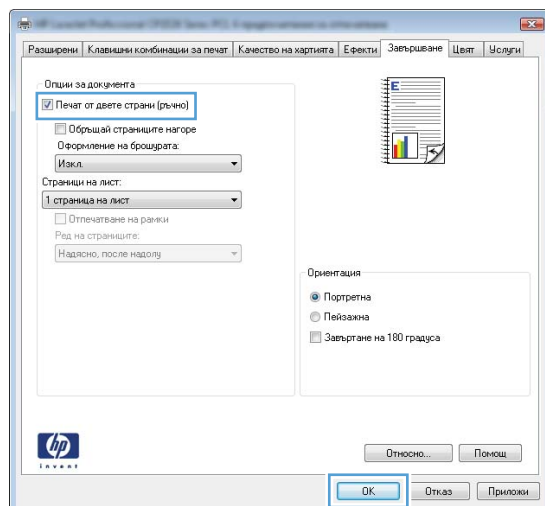 Разширени Клавишни комбинации за печат Качество на хартията Ефекти Завършване Цвят Услуги
Опции за документа
Печат от двете страни (ръчно)
Обръщай страниците нагоре
Оформление на брошурата:
Изкл.
Страници на лист:
1 страница на лист
Отпечатване на рамки
Ред на страниците:
Надясно, после надолу
E
Ориентация
Портретна
Пейзажна
Завъртане на 180 градуса
hp
invent
Относно... Помощ
OK Отказ Приложи